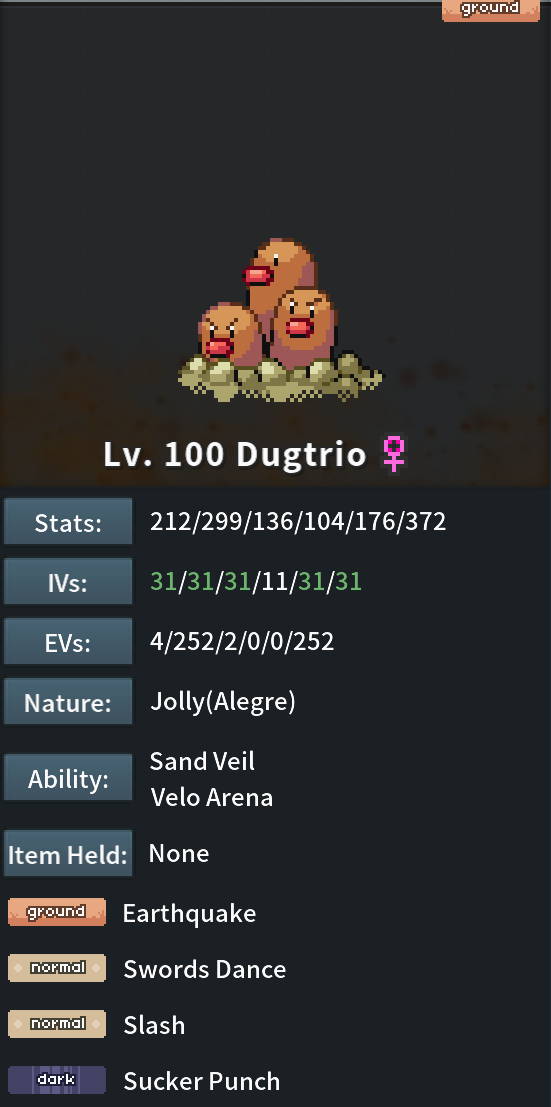 ground
Lv. 100 Dugtrio ♀
Stats: 212/299/136/104/176/372
IVs: 31/31/31/11/31/31
EVs: 4/252/2/0/0/252
Nature: Jolly(Alegre)
Ability: Sand Veil
Velo Arena
Item Held: None
ground Earthquake
normal Swords Dance
normal Slash
dark Sucker Punch